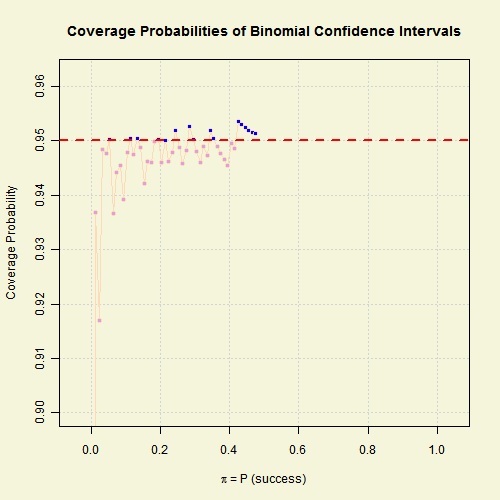 Coverage Probabilities of Binomial Confidence Intervals
Coverage Probability
0.96
0.95
0.94
0.93
0.92
0.91
0.90
0.0 0.2 0.4 0.6 0.8 1.0
π = P (success)